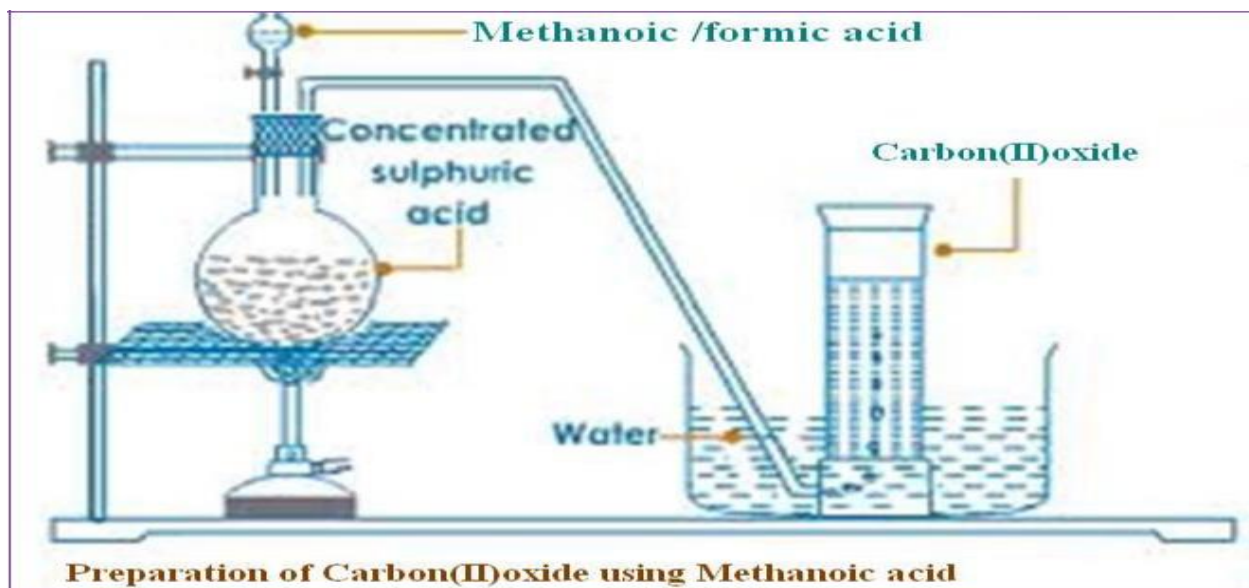 Methanoic /formic acid
Concentrated
sulphuric
acid
Carbon(II)oxide
Water
Preparation of Carbon(II)oxide using Methanoic acid